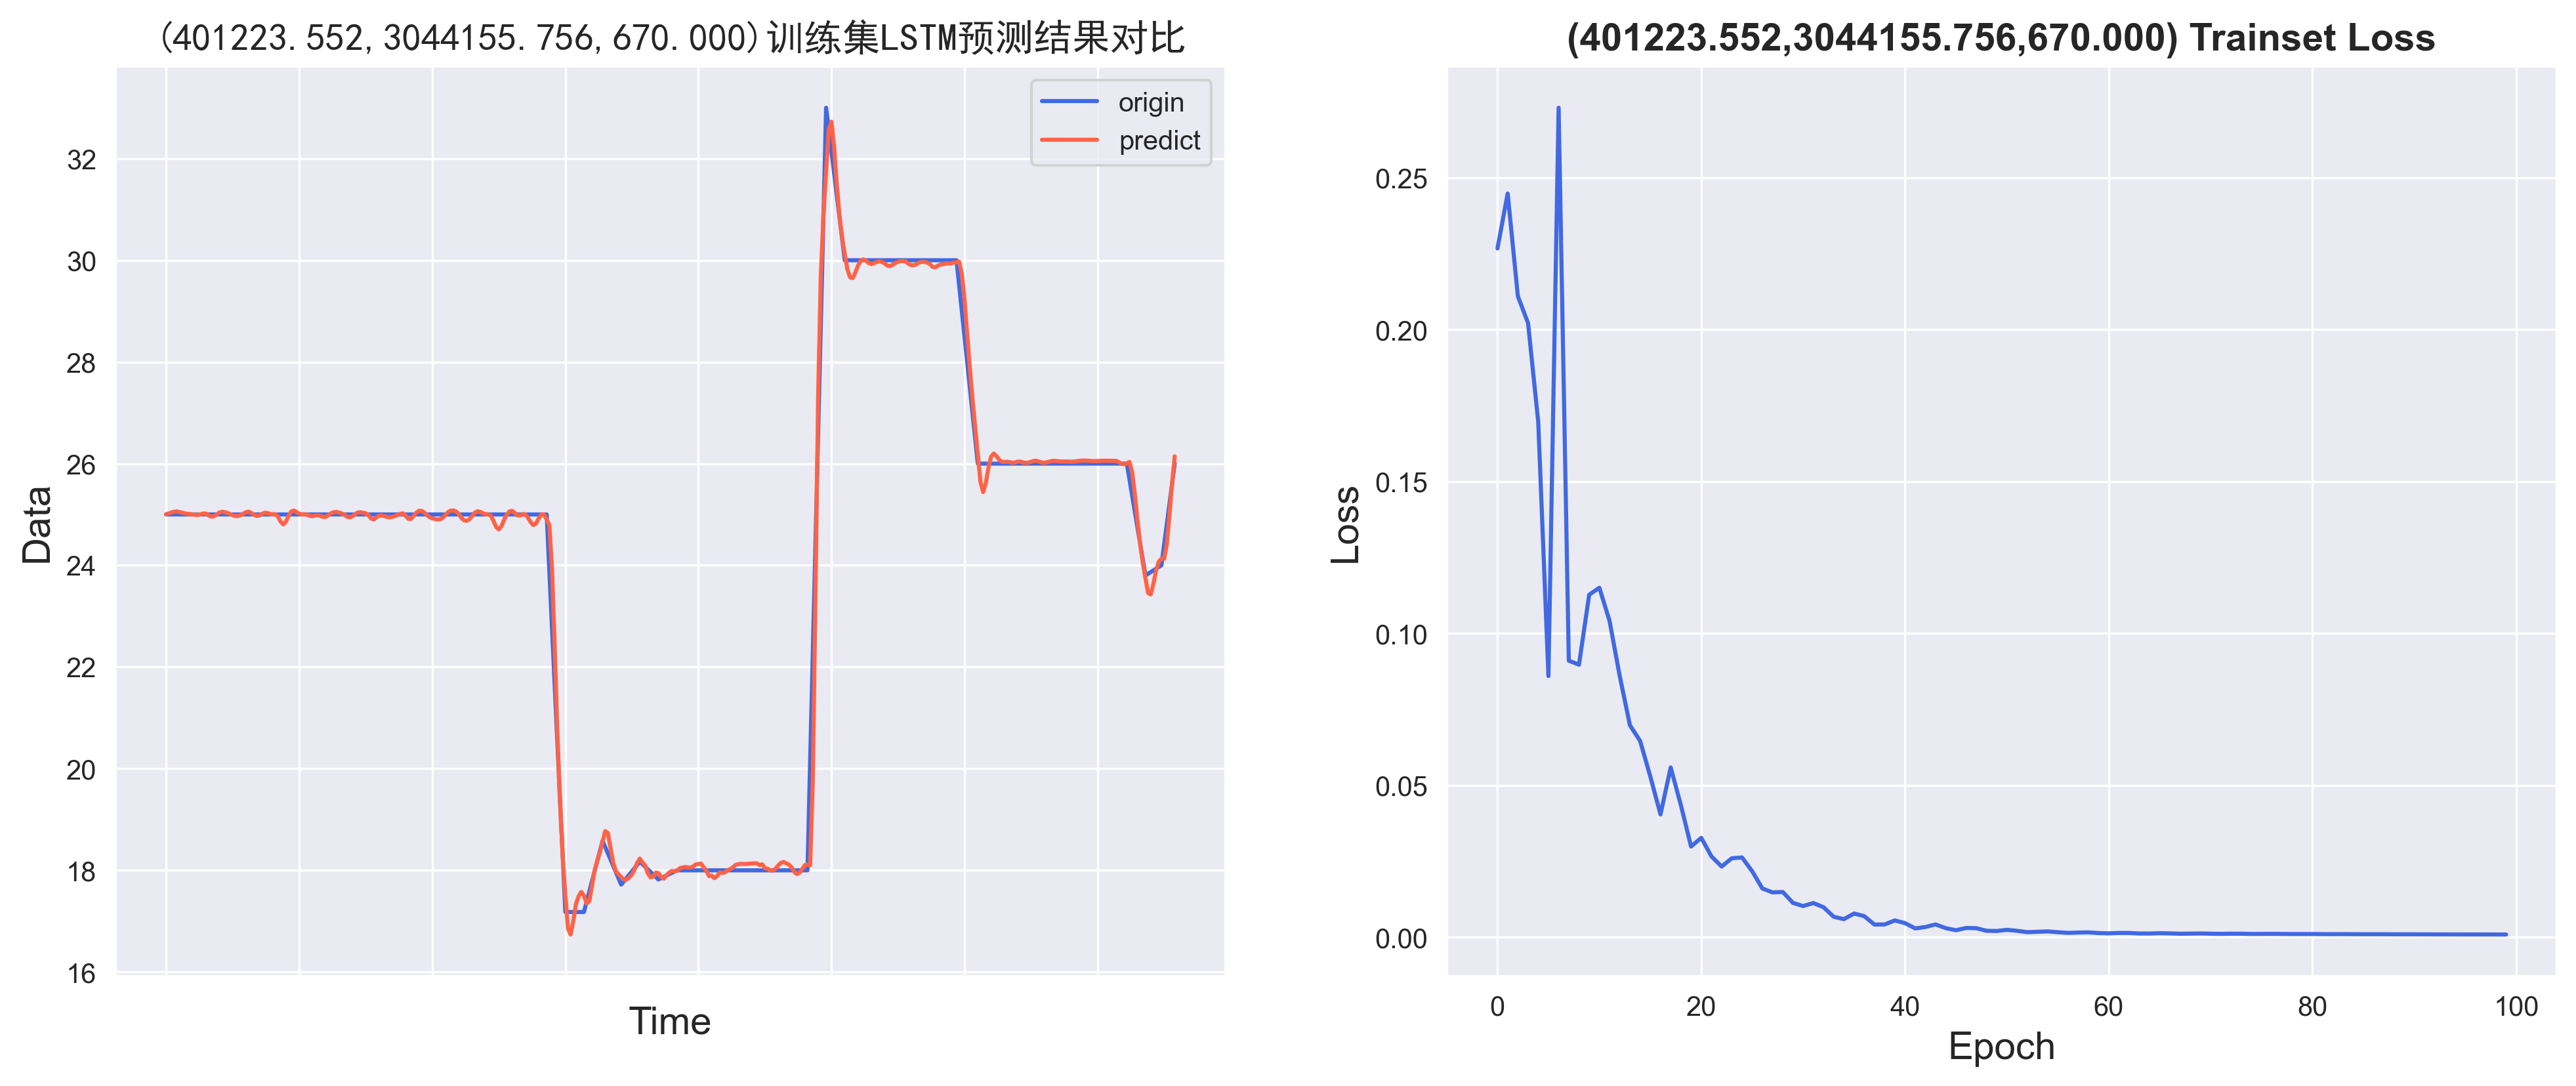 (401223.552,3044155.756,670.000)训练集LSTM预测结果对比
origin
predict
32
30
28
26
24
22
20
18
16
Data
Time
(401223.552,3044155.756,670.000) Trainset Loss
0.25
0.20
0.15
0.10
0.05
0.00
Loss
0 20 40 60 80 100
Epoch